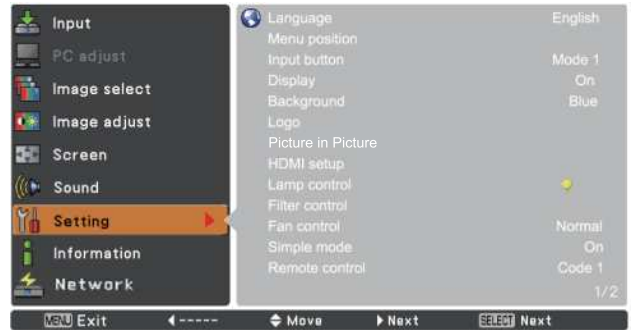 Input
PC adjust
Image select
Image adjust
Screen
Sound
Setting
Information
Network
Language English
Menu position
Input button Mode 1
Display On
Background Blue
Logo
Picture in Picture
HDMI setup
Lamp control
Filter control
Fan control Normal
Simple mode On
Remote control Code 1
1/2
MENU Exit ◀----- Move ▶Next SELECT Next